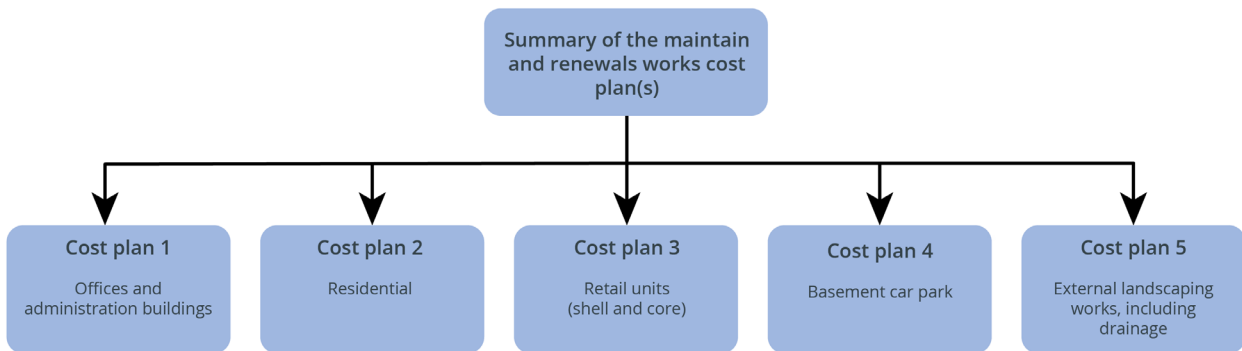 Summary of the maintain
and renewals works cost
plan(s)
Cost plan 1
Offices and
administration buildings
Cost plan 2
Residential
Cost plan 3
Retail units
(shell and core)
Cost plan 4
Basement car park
Cost plan 5
External landscaping
works, including
drainage